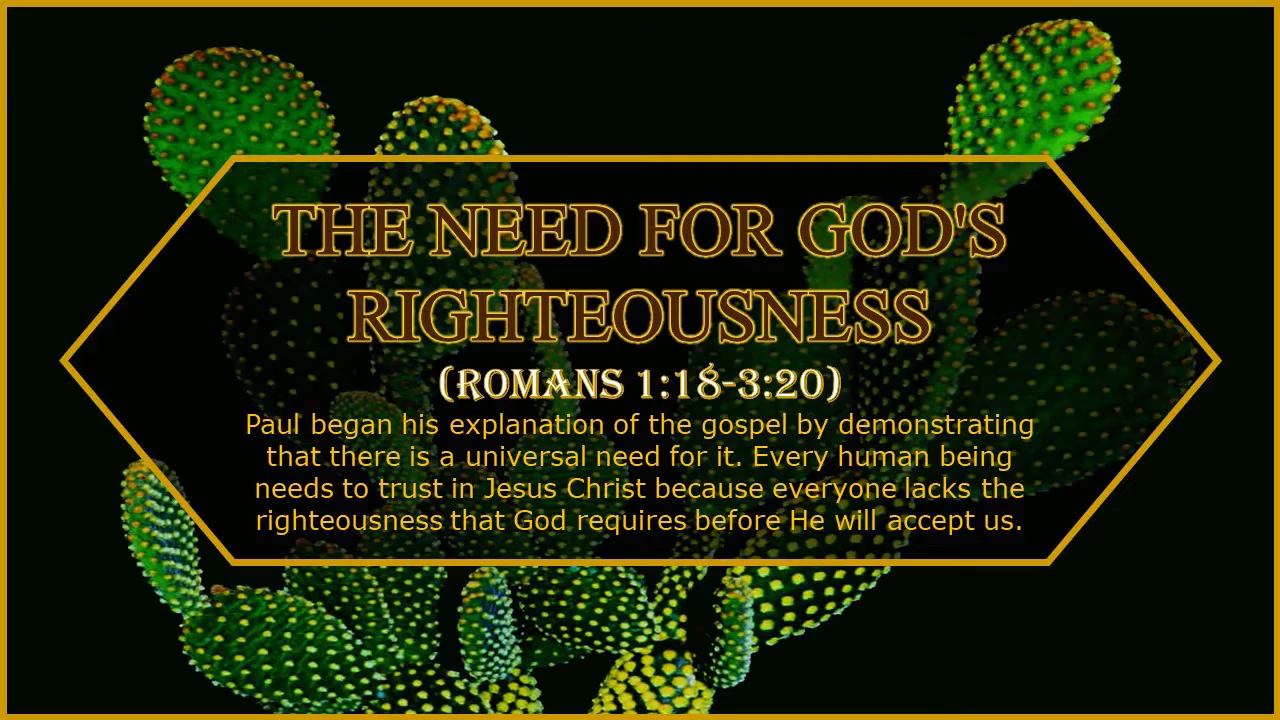 THE NEED FOR GOD'S
RIGHTEOUSNESS
(ROMANS 1:18-3:20)
Paul began his explanation of the gospel by demonstrating
that there is a universal need for it. Every human being
needs to trust in Jesus Christ because everyone lacks the
righteousness that God requires before He will accept us.